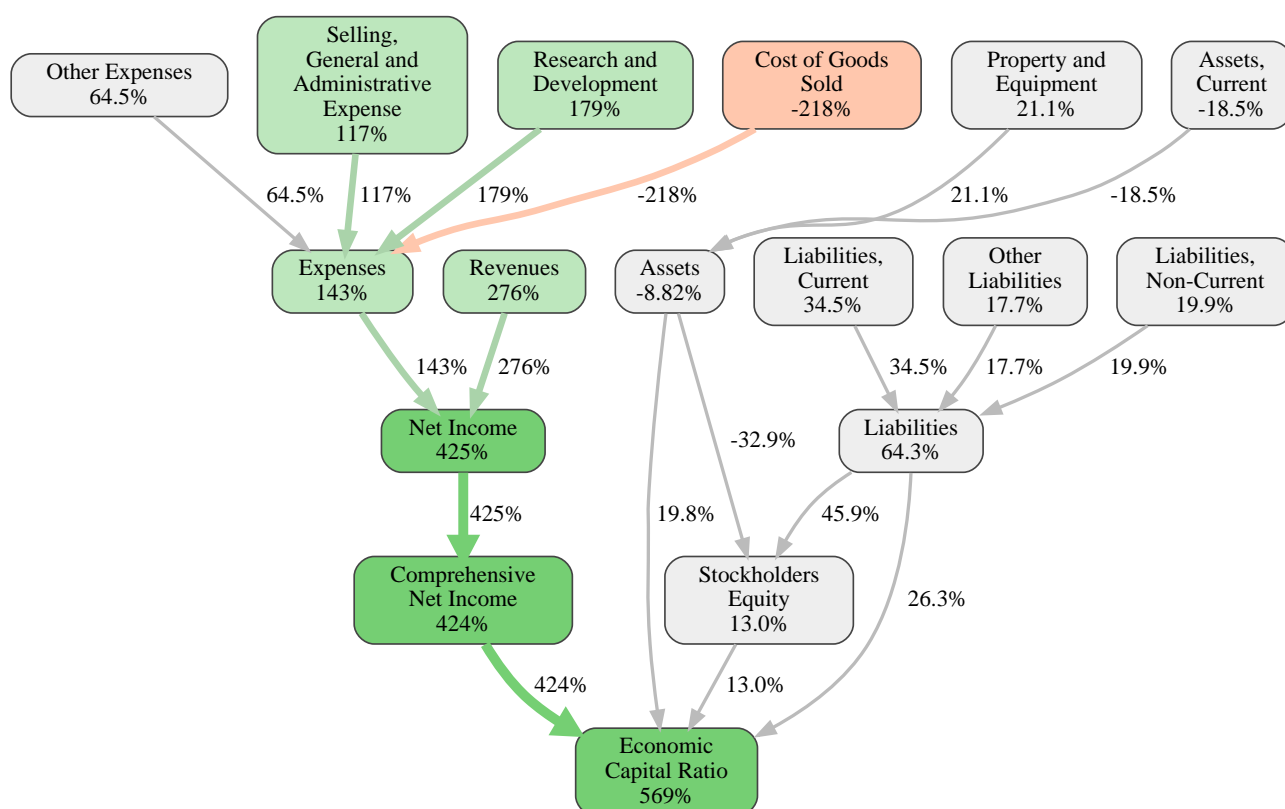 Other Expenses
64.5%
Selling,
General and
Administrative
Expense
117%
Research and
Development
179%
Cost of Goods
Sold
-218%
Property and
Equipment
21.1%
Assets,
Current
-18.5%
64.5%
117%
179%
-218%
21.1%
-18.5%
Expenses
143%
Revenues
276%
Assets
-8.82%
Liabilities,
Current
34.5%
Other
Liabilities
17.7%
Liabilities,
Non-Current
19.9%
143%
276%
34.5%
17.7%
19.9%
Net Income
425%
-32.9%
Liabilities
64.3%
425%
19.8%
45.9%
Comprehensive
Net Income
424%
Stockholders
Equity
13.0%
26.3%
424%
13.0%
Economic
Capital Ratio
569%